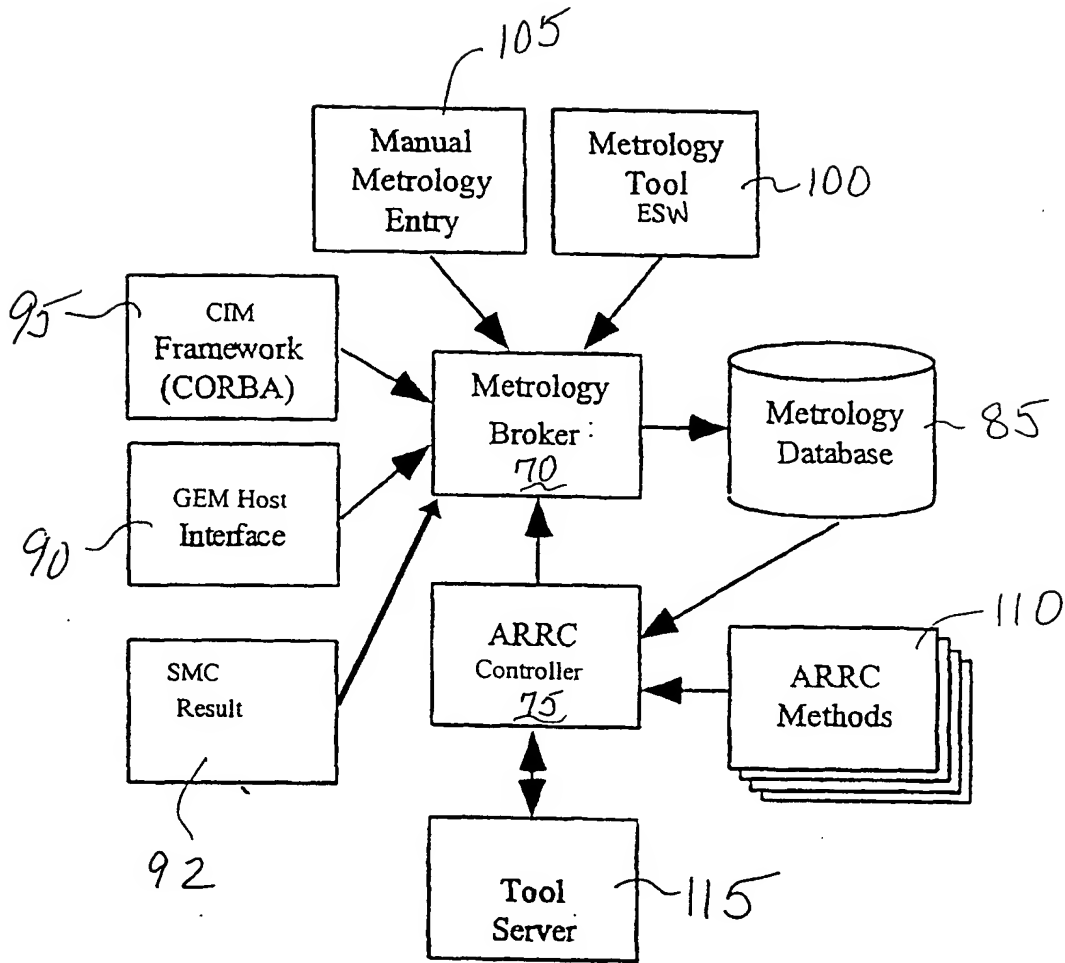 105
Manual
Metrology
Entry
Metrology
Tool
ESW
100
95
CIM
Framework
(CORBA)
Metrology
Broker :
70
Metrology
Database
85
GEM Host
Interface
90
ARRC
Controller
75
110
ARRC
Methods
SMC
Result
92
Tool
Server
115